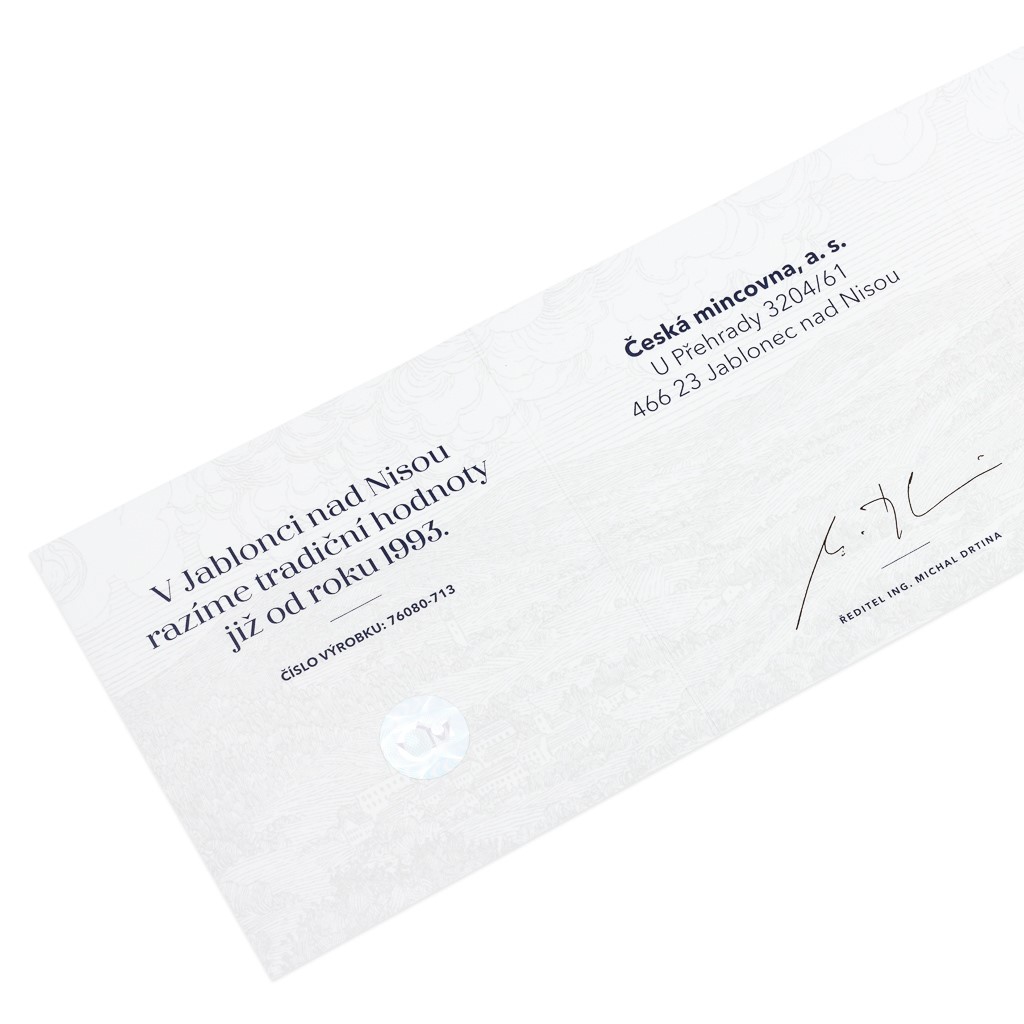 V Jablonci nad Nisou
razíme tradiční hodnoty
již od roku 1993.
ČÍSLO VÝROBKU: 76080-713
ČM
Česká mincovna, a. s.
U Přehrady 3204/61
466 23 Jablonec nad Nisou
ŘEDITEL ING. MICHAL DRTINA